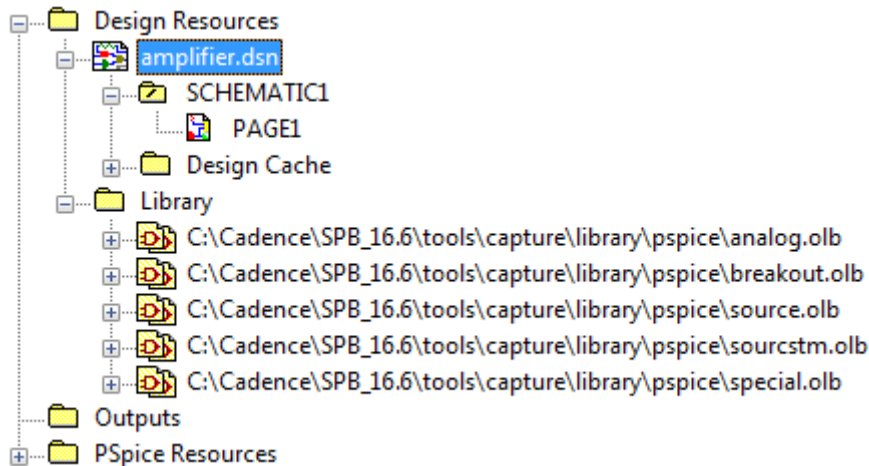 Design Resources
amplifier.dsn
SCHEMATIC1
PAGE1
Design Cache
Library
C:\Cadence\SPB_16.6\tools\capture\library\pspice\analog.olb
C:\Cadence\SPB_16.6\tools\capture\library\pspice\breakout.olb
C:\Cadence\SPB_16.6\tools\capture\library\pspice\source.olb
C:\Cadence\SPB_16.6\tools\capture\library\pspice\sourcstm.olb
C:\Cadence\SPB_16.6\tools\capture\library\pspice\special.olb
Outputs
PSpice Resources